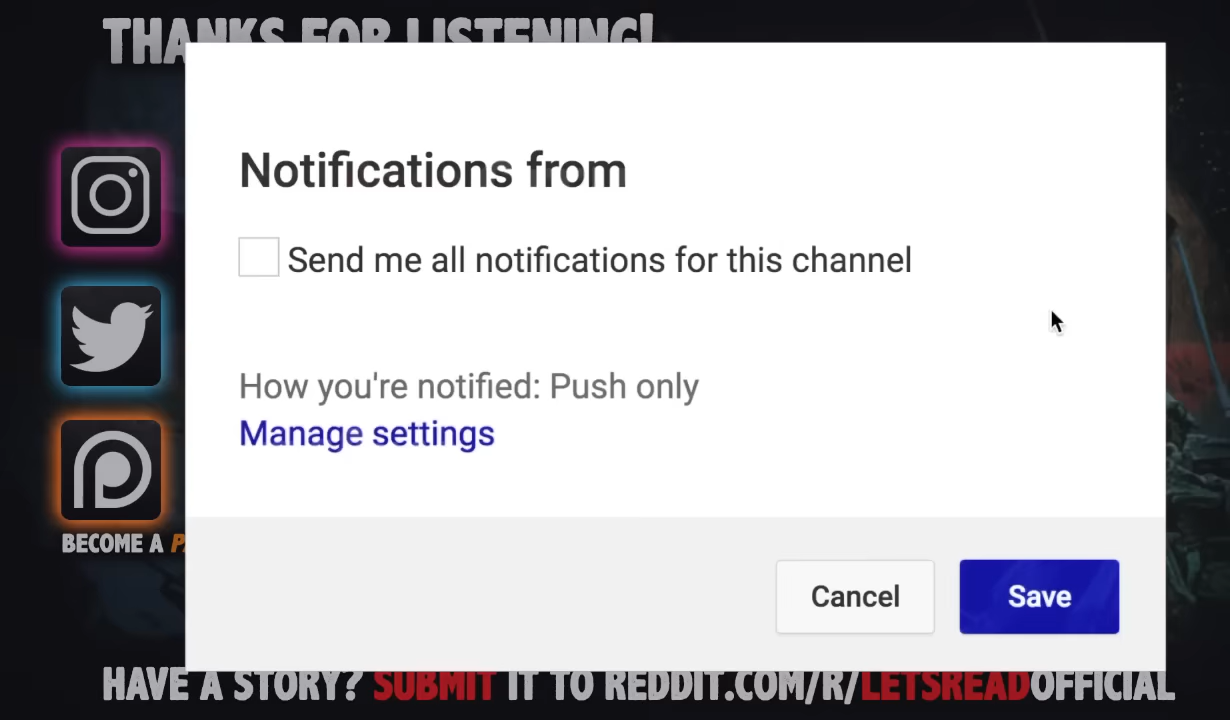 THANKS FOR LISTENING!
Notifications from
Send me all notifications for this channel
How you're notified: Push only
Manage settings
BECOME A
Cancel
Save
HAVE A STORY? SUBMIT IT TO REDDIT.COM/R/LETSREADOFFICIAL